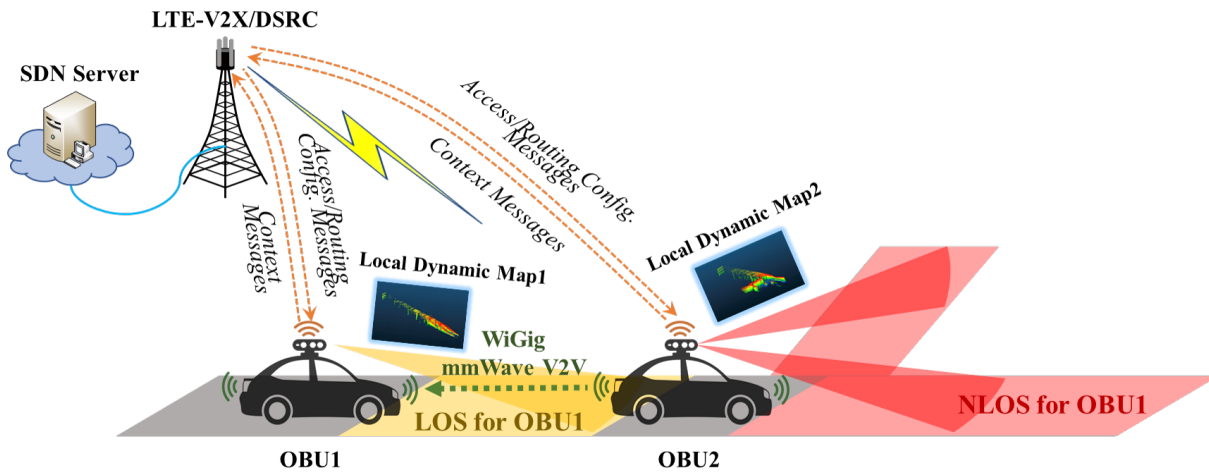 LTE-V2X/DSRC
SDN Server
Access/Routing Config.
Messages
Context Messages
Access/Routing
Config. Messages
Context
Messages
Local Dynamic Map1
Local Dynamic Map2
WiGig
mmWave V2V
LOS for OBU1
NLOS for OBU1
OBU1
OBU2